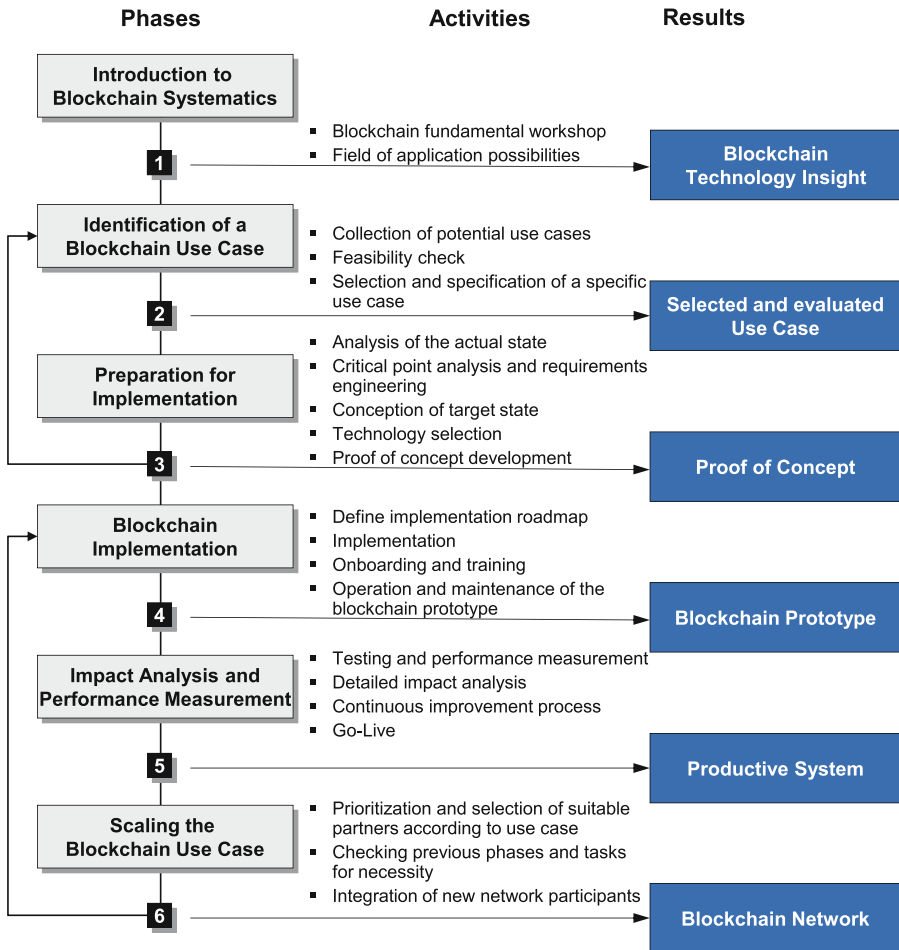 Phases
Activities
Results
Introduction to
Blockchain Systematics
1
▪ Blockchain fundamental workshop
▪ Field of application possibilities
Blockchain
Technology Insight
Identification of a
Blockchain Use Case
2
▪ Collection of potential use cases
▪ Feasibility check
▪ Selection and specification of a specific
use case
Selected and evaluated
Use Case
Preparation for
Implementation
3
▪ Analysis of the actual state
▪ Critical point analysis and requirements
engineering
▪ Conception of target state
▪ Technology selection
▪ Proof of concept development
Proof of Concept
Blockchain
Implementation
4
▪ Define implementation roadmap
▪ Implementation
▪ Onboarding and training
▪ Operation and maintenance of the
blockchain prototype
Blockchain Prototype
Impact Analysis and
Performance Measurement
5
▪ Testing and performance measurement
▪ Detailed impact analysis
▪ Continuous improvement process
▪ Go-Live
Productive System
Scaling the
Blockchain Use Case
6
▪ Prioritization and selection of suitable
partners according to use case
▪ Checking previous phases and tasks
for necessity
▪ Integration of new network participants
Blockchain Network